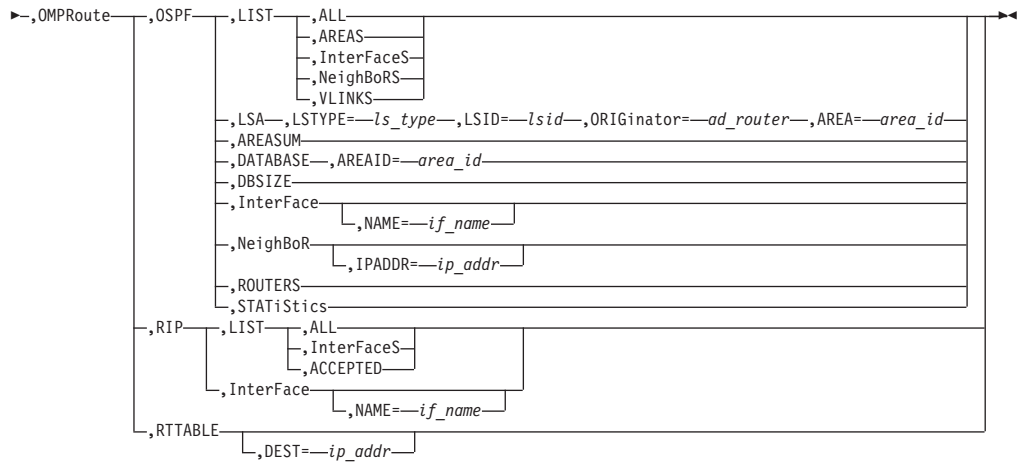 ,OMPRoute ,OSPF ,LIST ,ALL
,AREAS
,InterFaceS
,NeighBoRS
,VLINKS
,LSA ,LSTYPE= ls_type ,LSID= lsid ,ORIGinator= ad_router ,AREA= area_id
,AREASUM
,DATABASE ,AREAID= area_id
,DBSIZE
,InterFace
,NAME= if_name
,NeighBoR
,IPADDR= ip_addr
,ROUTERS
,STATiStics
,RIP ,LIST ,ALL
,InterFaceS
,ACCEPTED
,InterFace
,NAME= if_name
,RTTABLE
,DEST= ip_addr